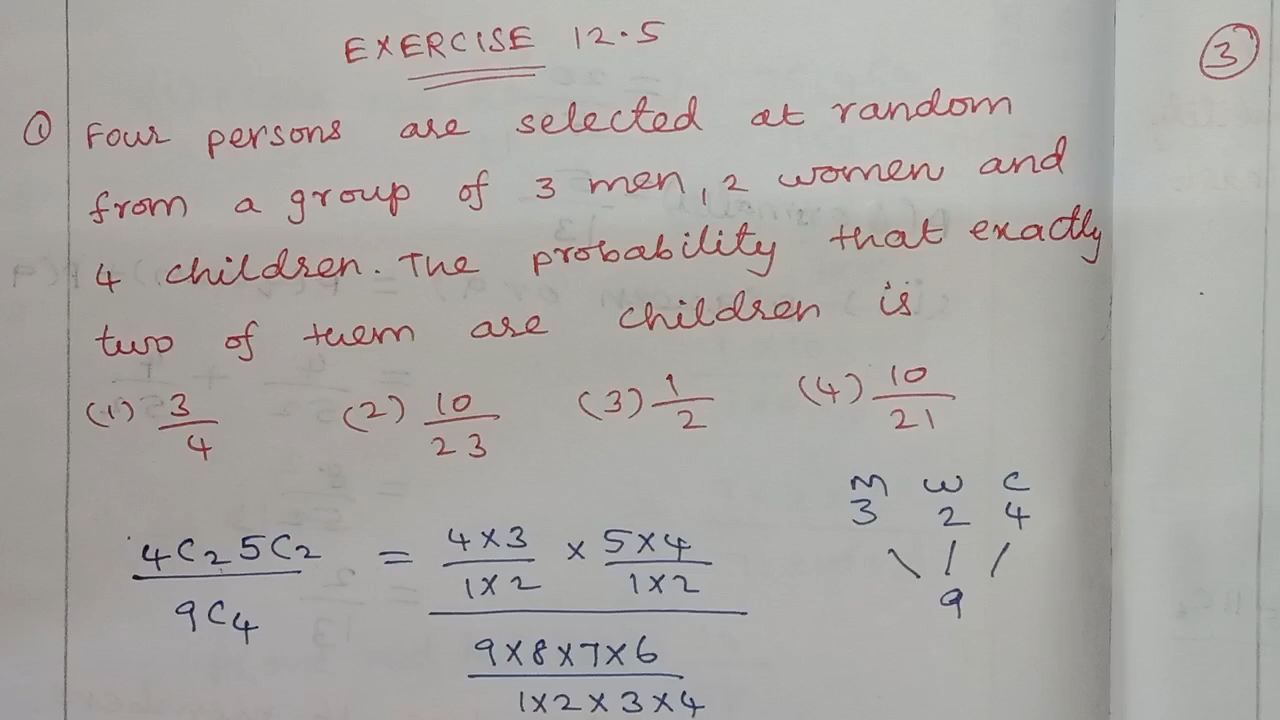 EXERCISE 12.5
3
① Four persons are selected at random
from a group of 3 men, 2 women and
4 children. The probability that exactly
two of them are children is
(1) 3/4 (2) 10/23 (3) 1/2 (4) 10/21
M W C
3 2 4
\ | /
9
4C₂ 5C₂ / 9C₄ = 4×3 / 1×2 × 5×4 / 1×2
9×8×7×6 / 1×2×3×4